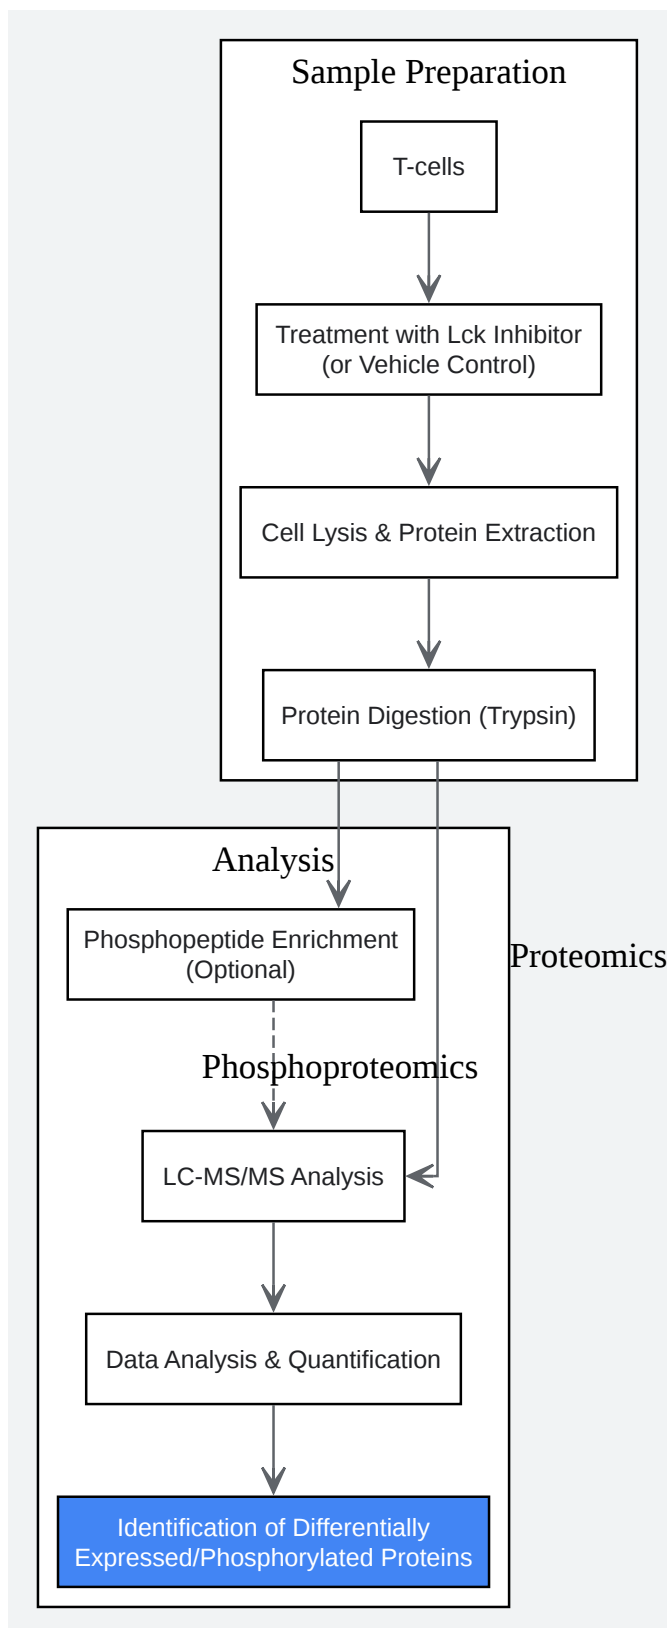 Sample Preparation
T-cells
Treatment with Lck Inhibitor
(or Vehicle Control)
Cell Lysis & Protein Extraction
Protein Digestion (Trypsin)
Analysis
Phosphopeptide Enrichment
(Optional)
Proteomics
Phosphoproteomics
LC-MS/MS Analysis
Data Analysis & Quantification
Identification of Differentially
Expressed/Phosphorylated Proteins